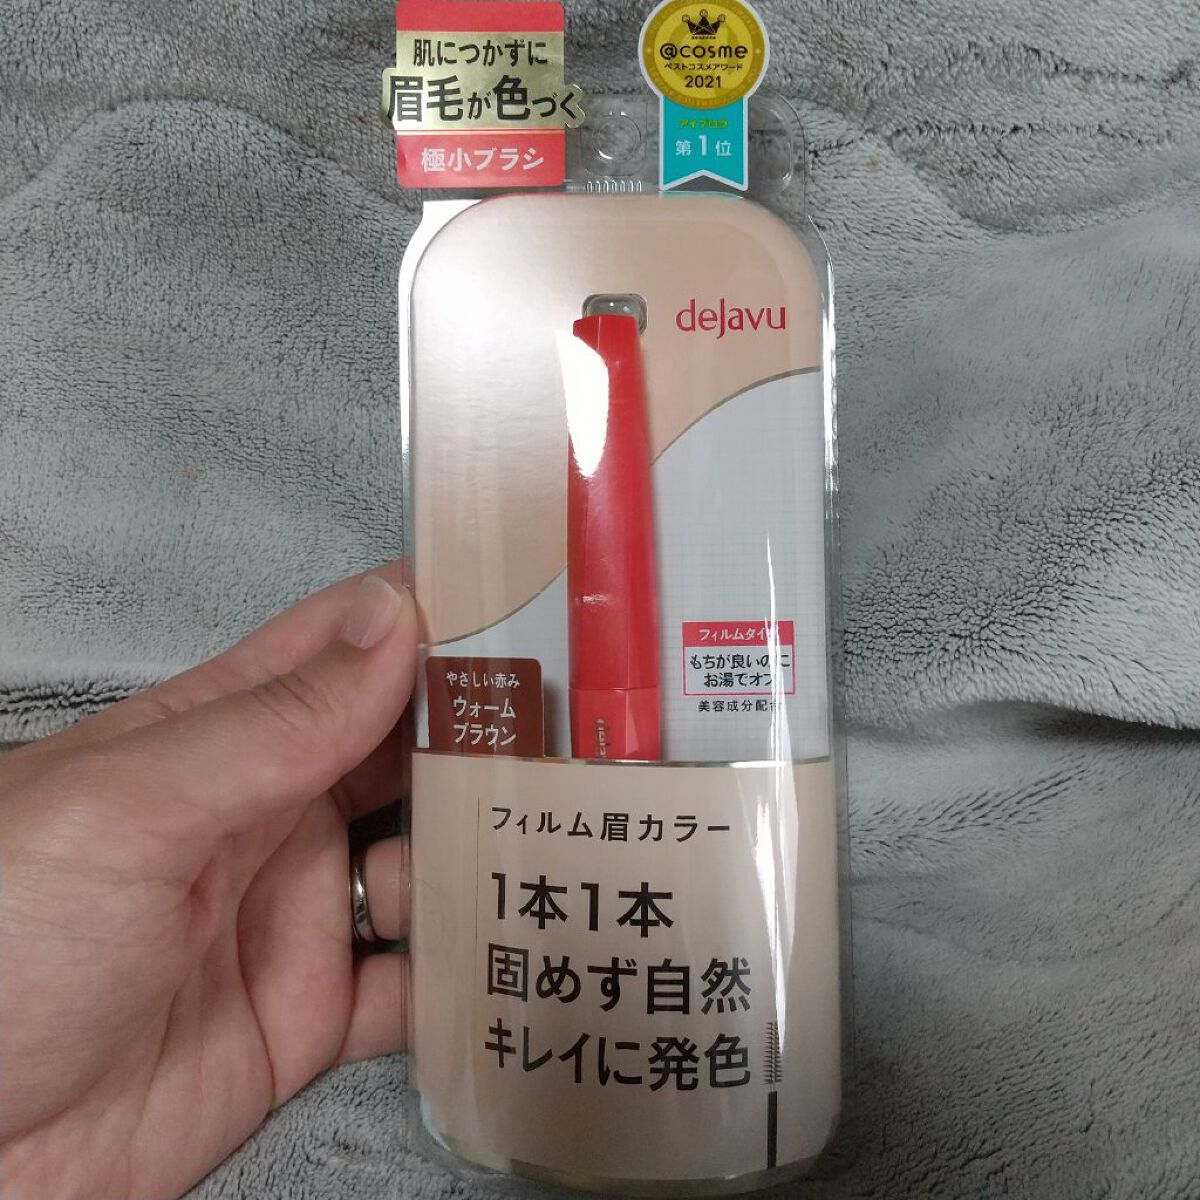 肌につかずに
眉毛が色づく
極小ブラシ
@cosme
ベストコスメアワード
2021
アイブロウ
第1位
dejavu
フィルムタイプ
もちが良いのに
お湯でオフ
美容成分配合
やさしい赤み
ウォーム
ブラウン
フィルム眉カラー
1本1本
固めず自然
キレイに発色